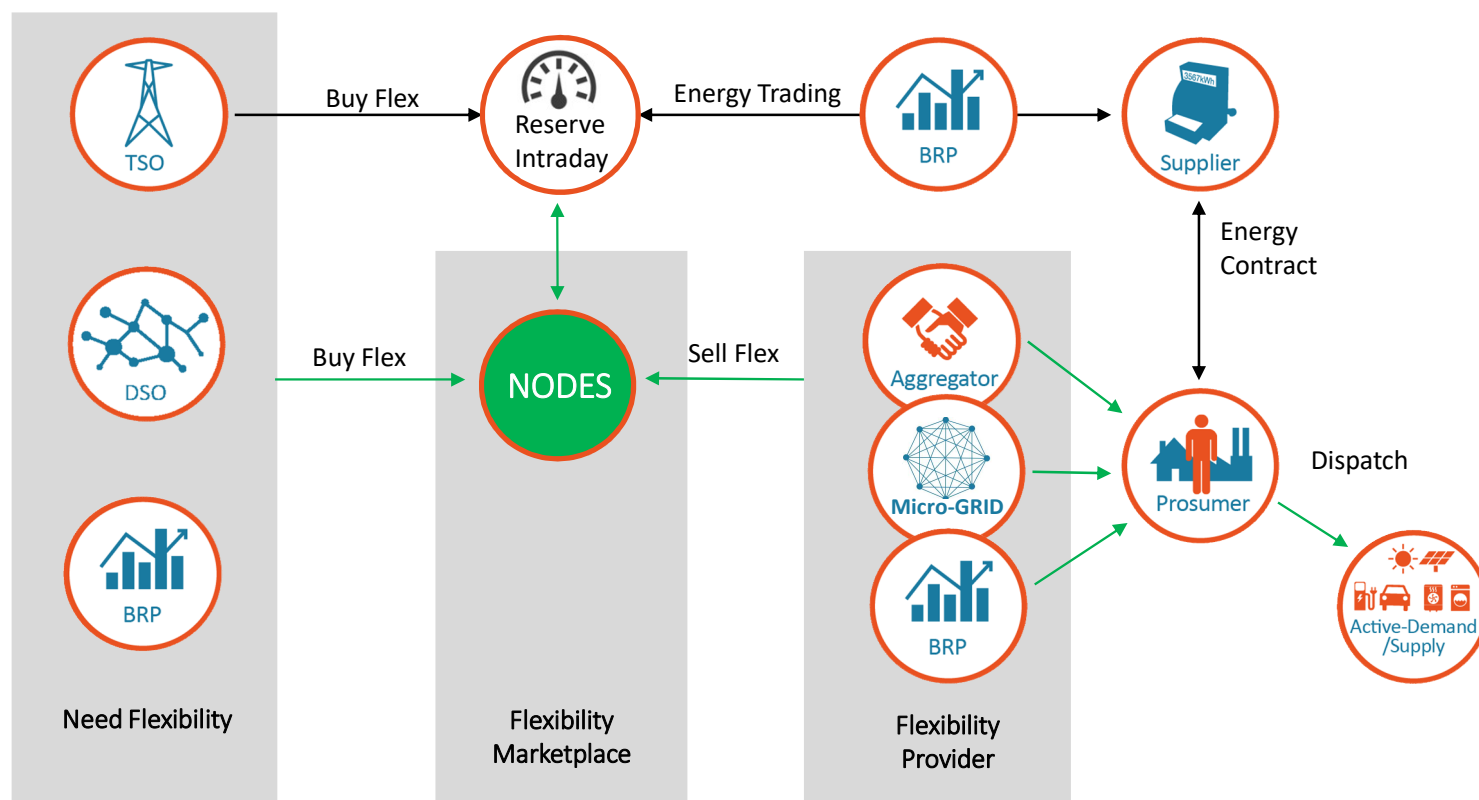 TSO
Buy Flex
Reserve
Intraday
Energy Trading
BRP
3567kWh
Supplier
Energy
Contract
DSO
Buy Flex
NODES
Sell Flex
Aggregator
Micro-GRID
BRP
Prosumer
Dispatch
Active-Demand
/Supply
BRP
Need Flexibility
Flexibility
Marketplace
Flexibility
Provider